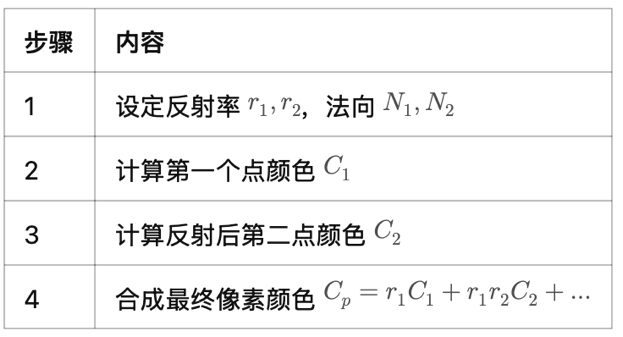 步骤 内容
1 设定反射率 $r_1, r_2$，法向 $N_1, N_2$
2 计算第一个点颜色 $C_1$
3 计算反射后第二点颜色 $C_2$
4 合成最终像素颜色 $C_p = r_1C_1 + r_1r_2C_2 + ...$